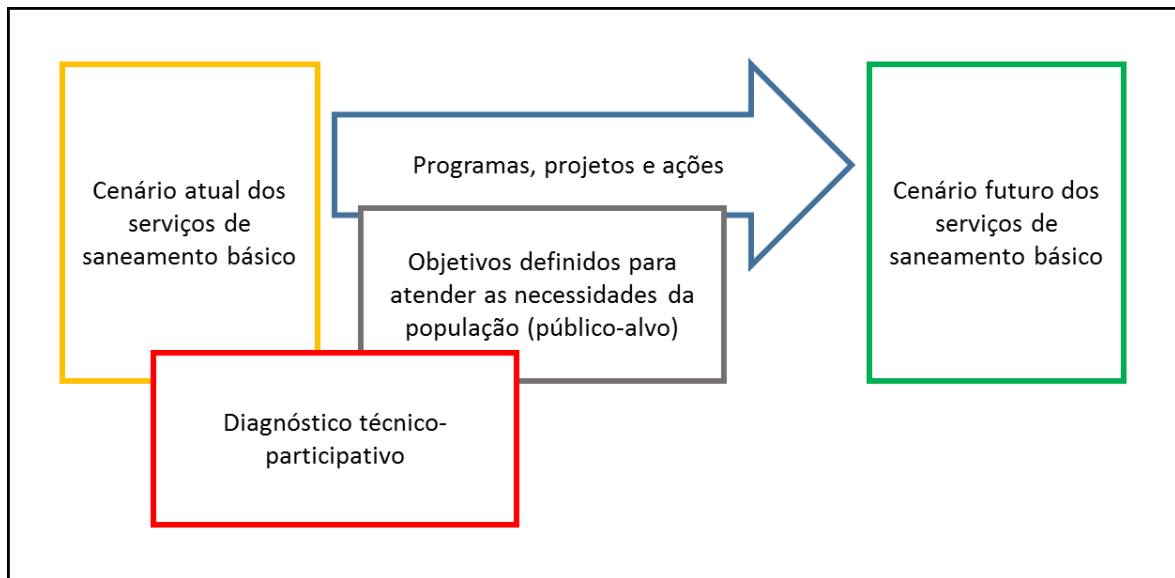 Cenário atual dos
serviços de
saneamento básico
Programas, projetos e ações
Objetivos definidos para
atender as necessidades da
população (público-alvo)
Diagnóstico técnico-
participativo
Cenário futuro dos
serviços de
saneamento básico